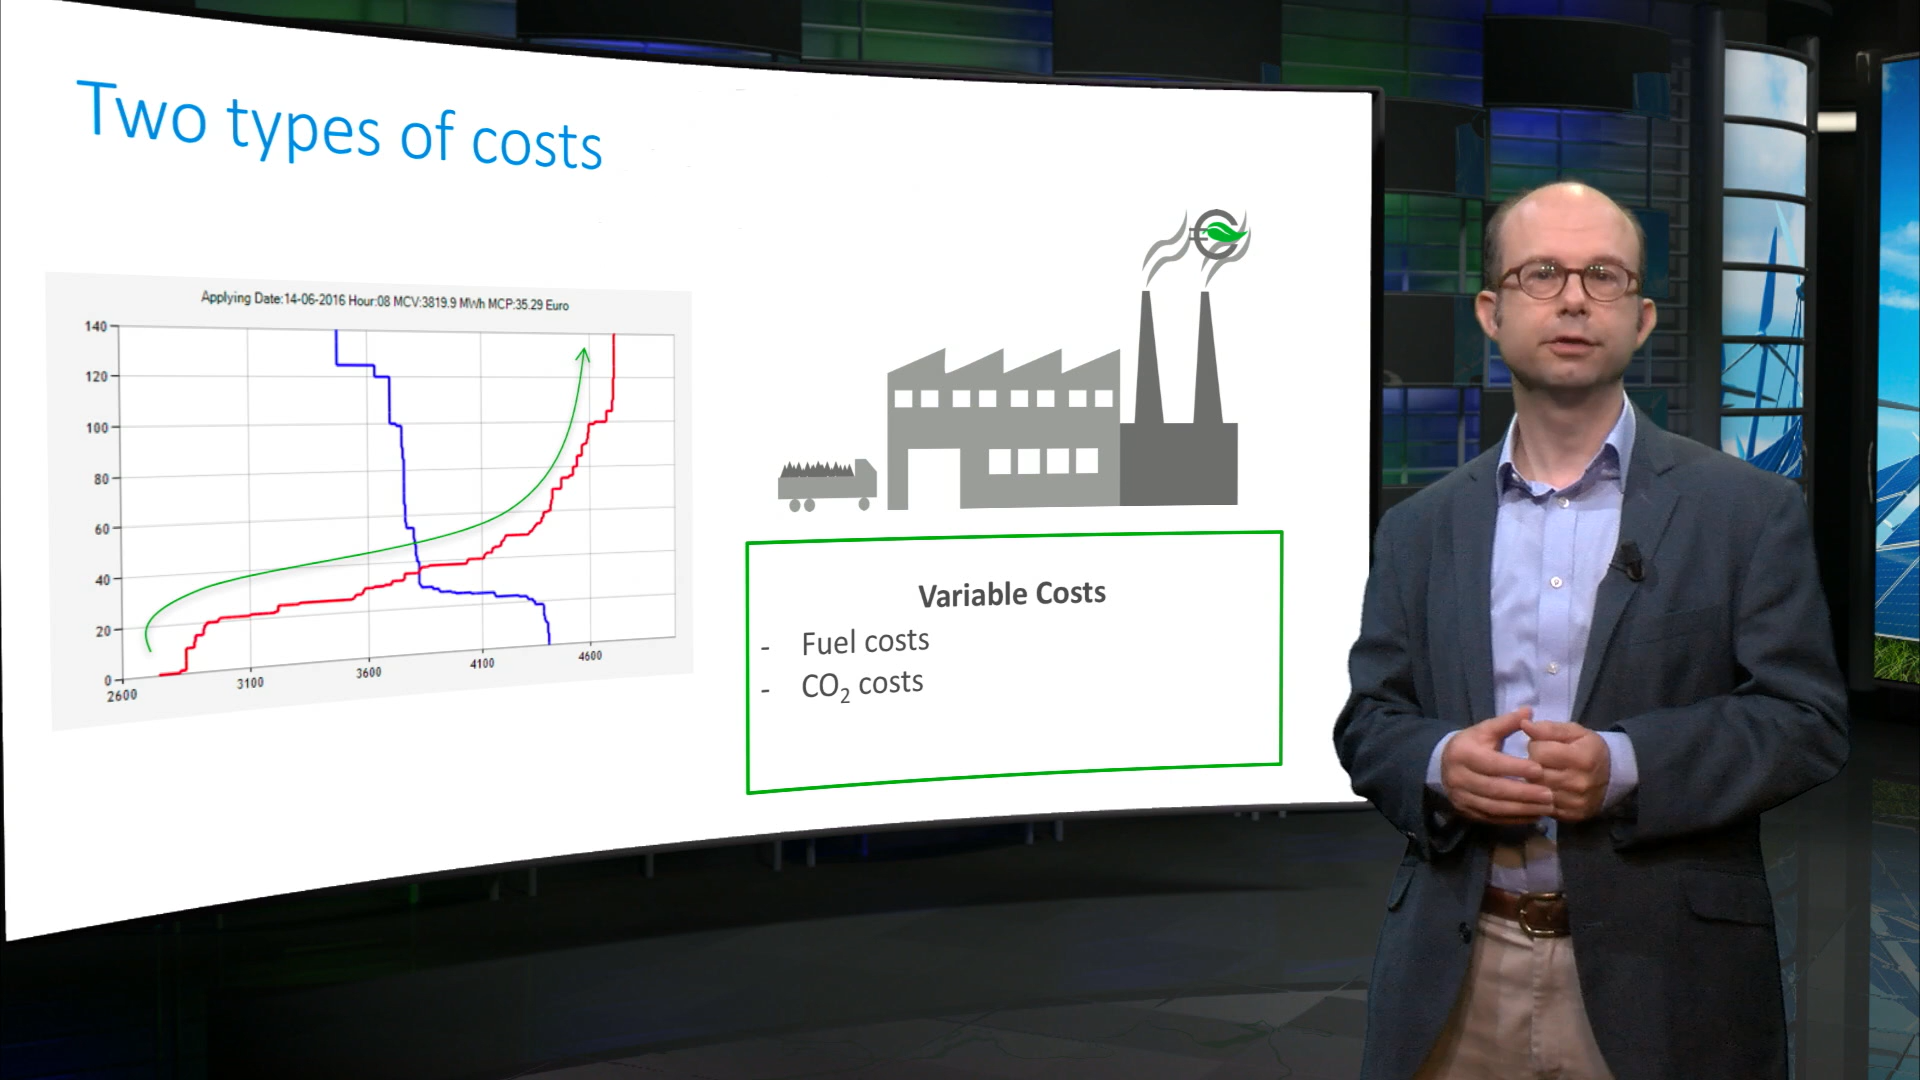 Two types of costs
Applying Date:14-06-2016 Hour:08 MCV:3819.9 MWh MCP:35.29 Euro
140
120
100
80
60
40
20
0
2600
3100
3600
4100
4600
€
Variable Costs
- Fuel costs
- CO₂ costs